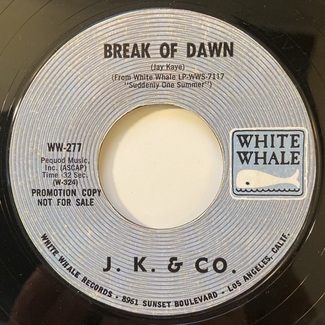 BREAK OF DAWN
(Jay Kaye)
(From White Whale LP-WWS-7117
"Suddenly One Summer")
WW-277
Pequod Music,
Inc. (ASCAP)
Time :32 Sec.
(W-324)
PROMOTION COPY
NOT FOR SALE
WHITE
WHALE
J. K. & CO.
WHITE WHALE RECORDS • 8961 SUNSET BOULEVARD • LOS ANGELES, CALIF.